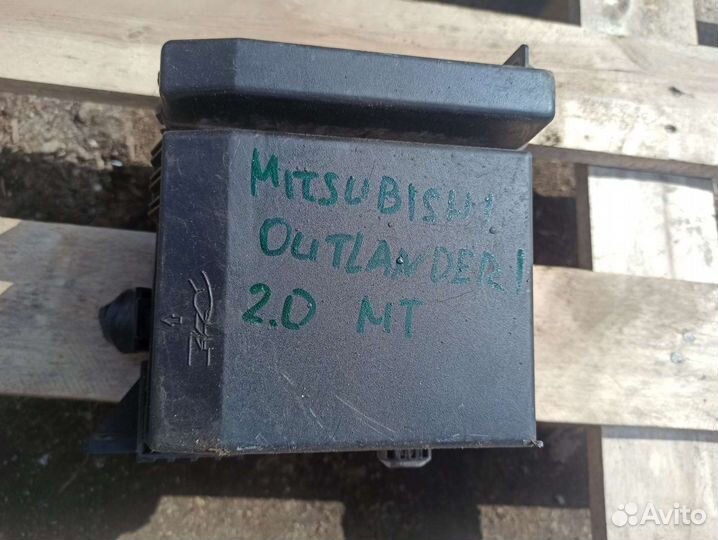 MITSUBISHI
OUTLANDER I
2.0 MT
Avito